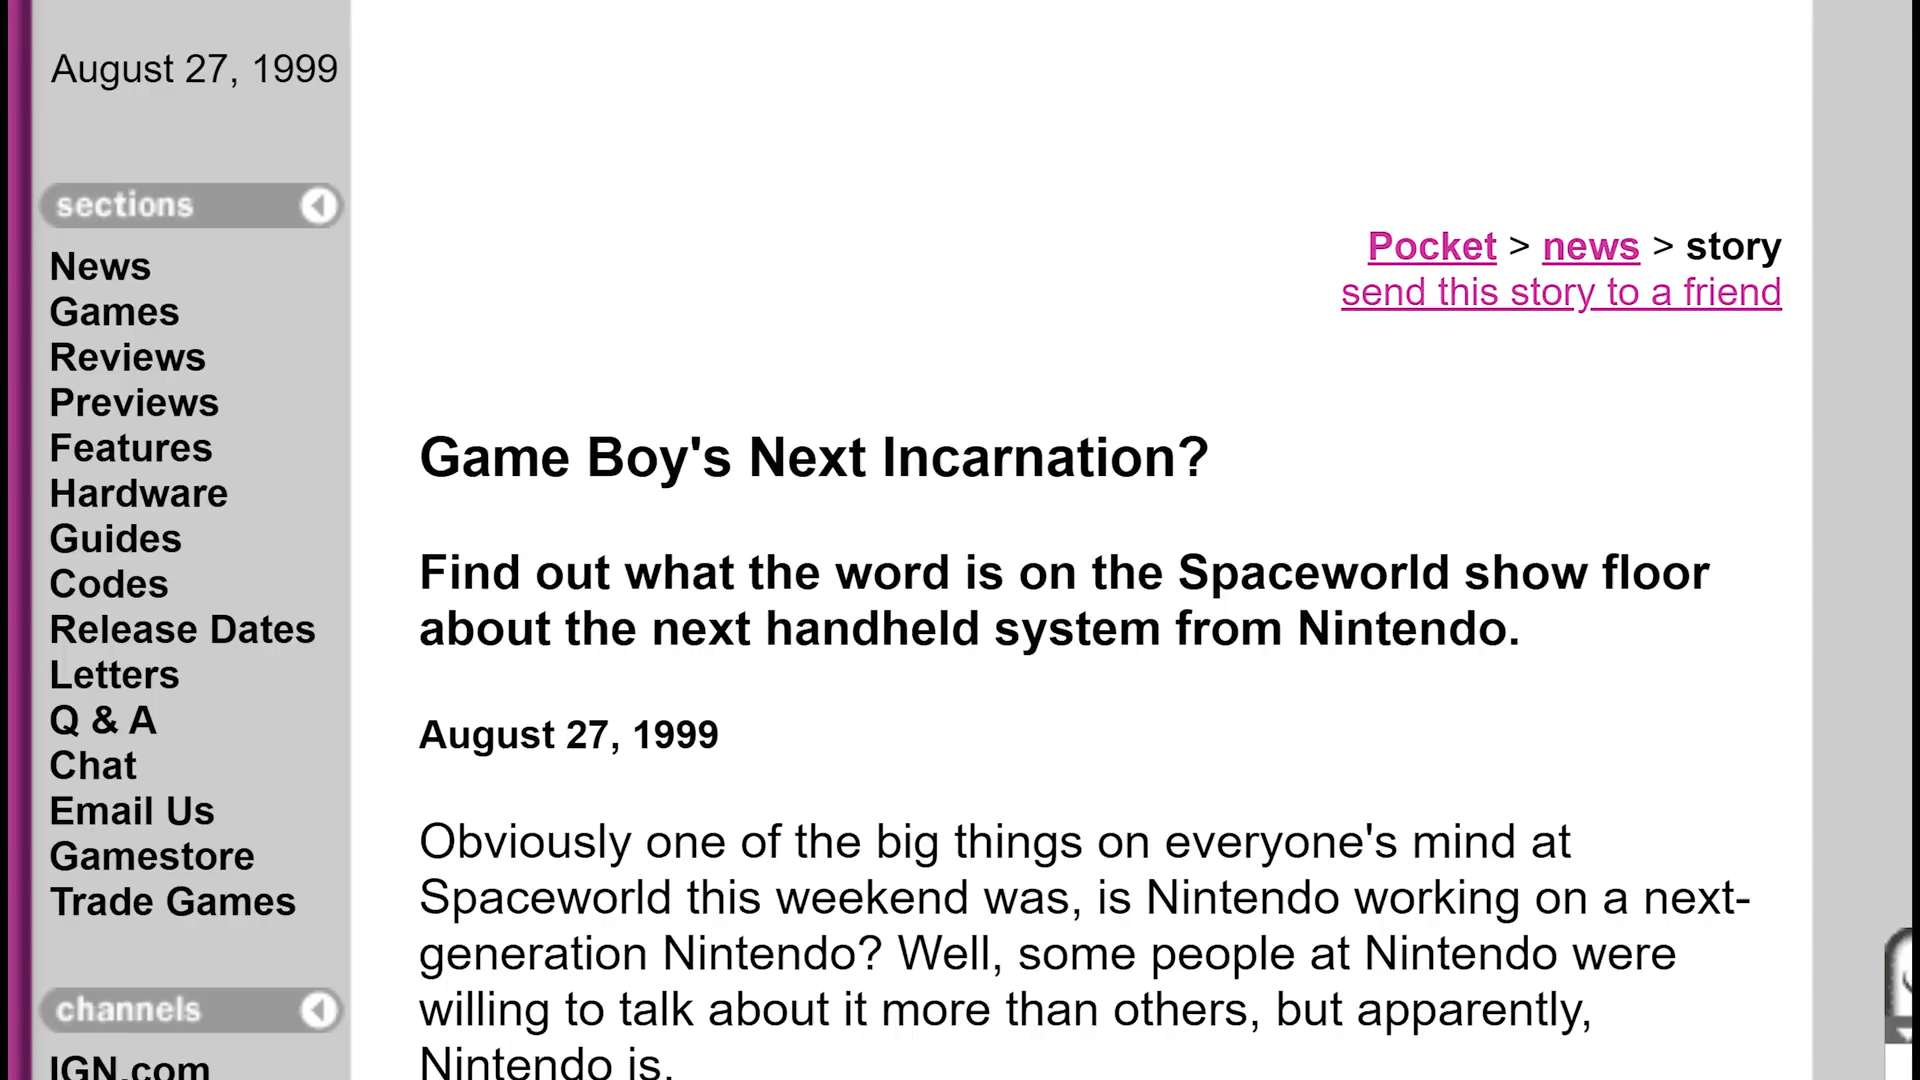 August 27, 1999
sections
News
Games
Reviews
Previews
Features
Hardware
Guides
Codes
Release Dates
Letters
Q & A
Chat
Email Us
Gamestore
Trade Games
channels
IGN.com
Pocket > news > story
send this story to a friend
Game Boy's Next Incarnation?
Find out what the word is on the Spaceworld show floor
about the next handheld system from Nintendo.
August 27, 1999
Obviously one of the big things on everyone's mind at
Spaceworld this weekend was, is Nintendo working on a next-
generation Nintendo? Well, some people at Nintendo were
willing to talk about it more than others, but apparently,
Nintendo is.